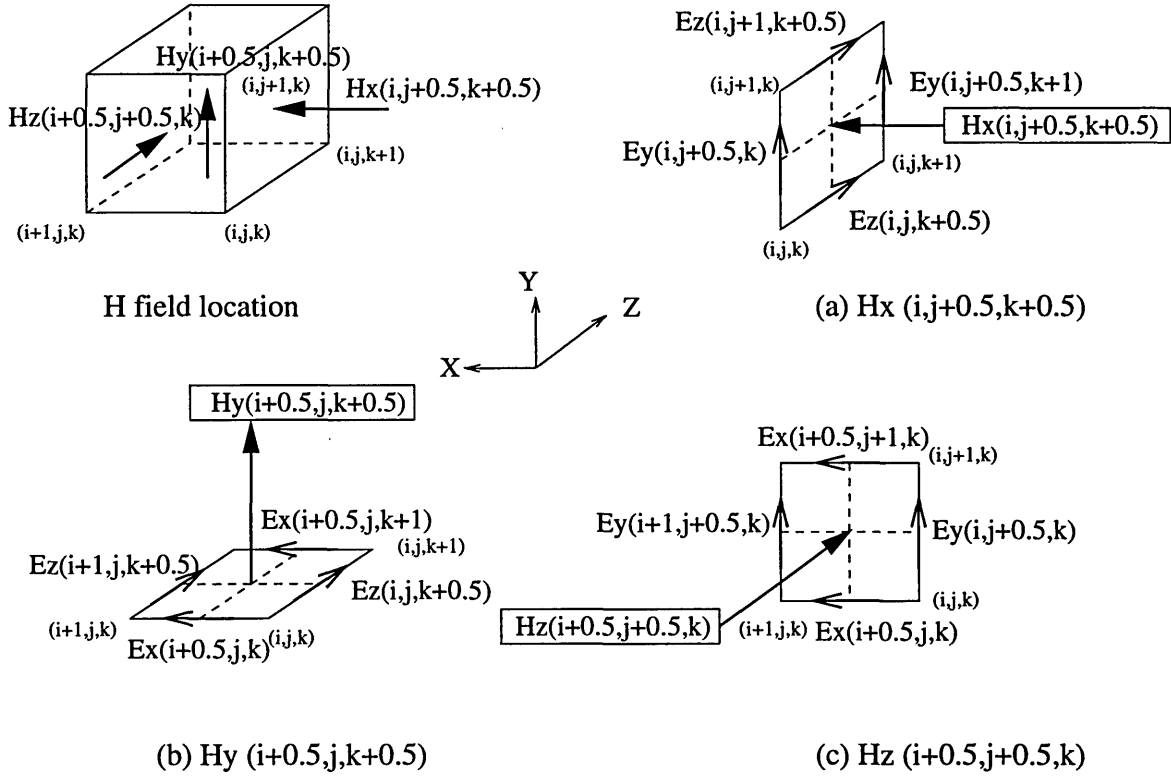 Hy(i+0.5,j,k+0.5)
(i,j+1,k)
Hx(i,j+0.5,k+0.5)
Hz(i+0.5,j+0.5,k)
(i,j,k+1)
(i+1,j,k)
(i,j,k)
H field location
Ez(i,j+1,k+0.5)
(i,j+1,k)
Ey(i,j+0.5,k+1)
Hx(i,j+0.5,k+0.5)
Ey(i,j+0.5,k)
(i,j,k+1)
Ez(i,j,k+0.5)
(i,j,k)
(a) Hx (i,j+0.5,k+0.5)
Y
Z
X
Hy(i+0.5,j,k+0.5)
Ex(i+0.5,j,k+1)
(i,j,k+1)
Ez(i+1,j,k+0.5)
Ez(i,j,k+0.5)
(i+1,j,k)
Ex(i+0.5,j,k)
(i,j,k)
(b) Hy (i+0.5,j,k+0.5)
Ex(i+0.5,j+1,k)
(i,j+1,k)
Ey(i+1,j+0.5,k)
Ey(i,j+0.5,k)
(i,j,k)
Hz(i+0.5,j+0.5,k)
(i+1,j,k)
Ex(i+0.5,j,k)
(c) Hz (i+0.5,j+0.5,k)